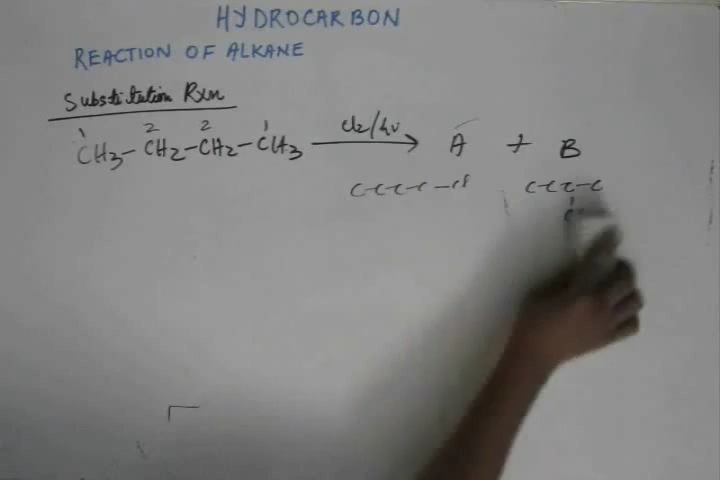 HYDROCARBON
REACTION OF ALKANE
Substitution Rxn
1 2 2 1
CH3-CH2-CH2-CH3 Cl2/hν A + B
C-C-C-C-Cl C-C-C-C